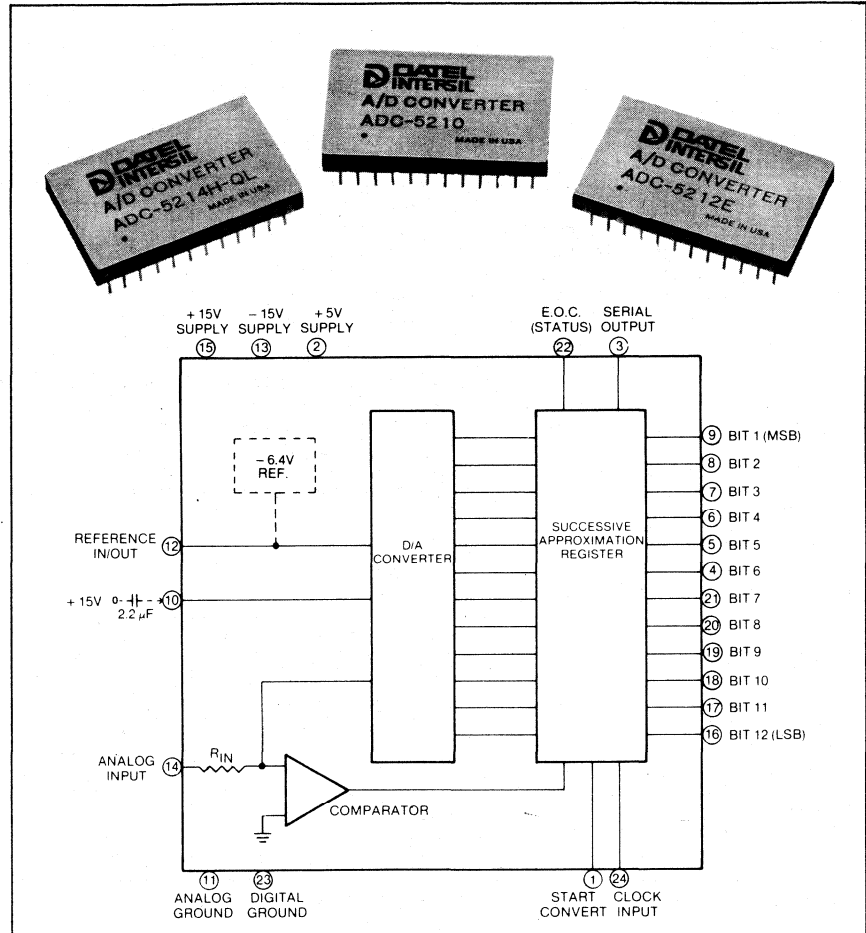 DATEL
INTERSIL
A/D CONVERTER
ADC-5210
MADE IN USA
DATEL
INTERSIL
A/D CONVERTER
ADC-5214H-QL
MADE IN USA
DATEL
INTERSIL
A/D CONVERTER
ADC-5212E
MADE IN USA
+ 15V SUPPLY 15
- 15V SUPPLY 13
+ 5V SUPPLY 2
E.O.C. (STATUS) 22
SERIAL OUTPUT 3
- 6.4V
REF.
REFERENCE
IN/OUT 12
+ 15V 10
2.2 µF
ANALOG
INPUT 14
RIN
COMPARATOR
D/A
CONVERTER
SUCCESSIVE
APPROXIMATION
REGISTER
9 BIT 1 (MSB)
8 BIT 2
7 BIT 3
6 BIT 4
5 BIT 5
4 BIT 6
21 BIT 7
20 BIT 8
19 BIT 9
18 BIT 10
17 BIT 11
16 BIT 12 (LSB)
11
ANALOG
GROUND
23
DIGITAL
GROUND
1
START
CONVERT
24
CLOCK
INPUT